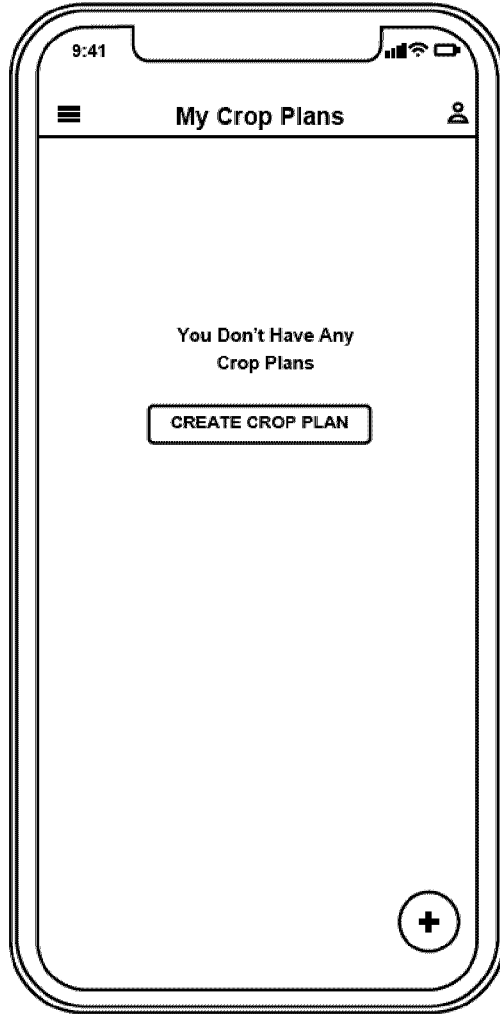 9:41
My Crop Plans
You Don't Have Any
Crop Plans
CREATE CROP PLAN